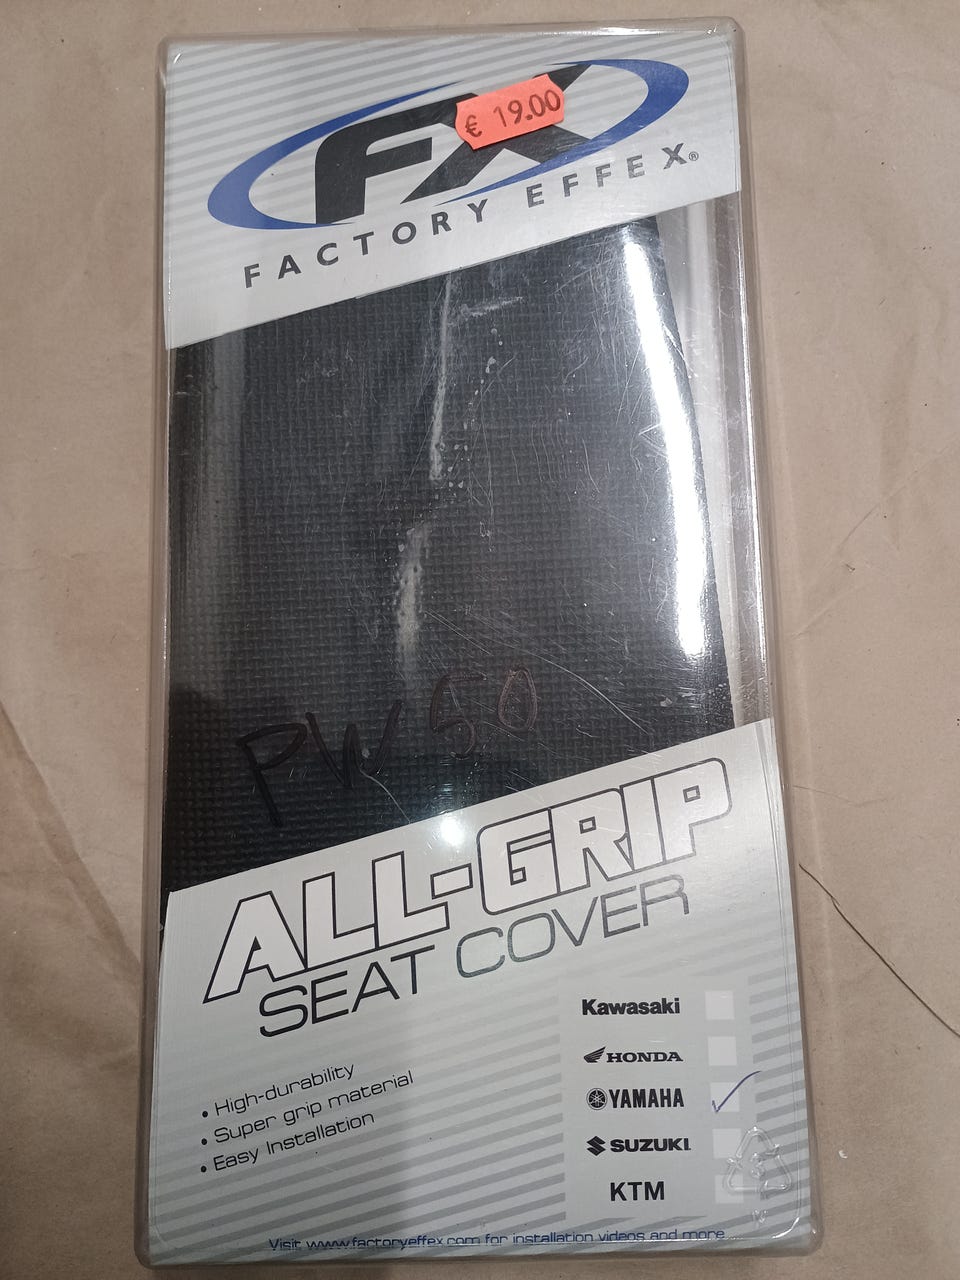 FX
€ 19.00
FACTORY EFFEX®
PW 50
ALL-GRIP
SEAT COVER
• High-durability
• Super grip material
• Easy Installation
Kawasaki
HONDA
YAMAHA
SUZUKI
KTM
Visit www.factoryeffex.com for installation videos and more